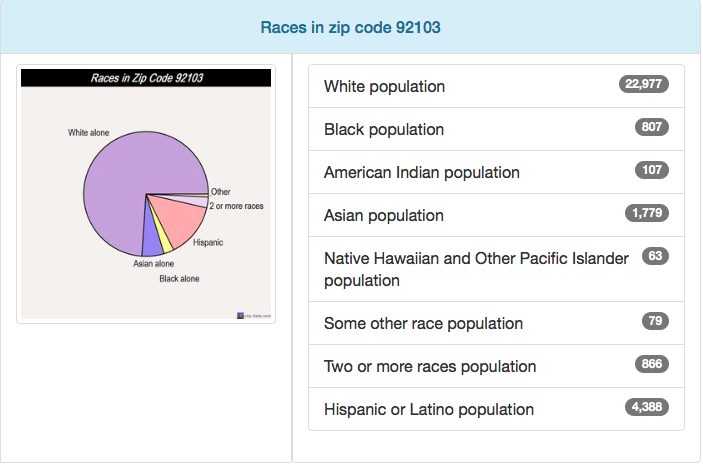 Races in zip code 92103
Races in Zip Code 92103
White alone
Other
2 or more races
Hispanic
Asian alone
Black alone
city-data.com
White population 22,977
Black population 807
American Indian population 107
Asian population 1,779
Native Hawaiian and Other Pacific Islander 63
population
Some other race population 79
Two or more races population 866
Hispanic or Latino population 4,388